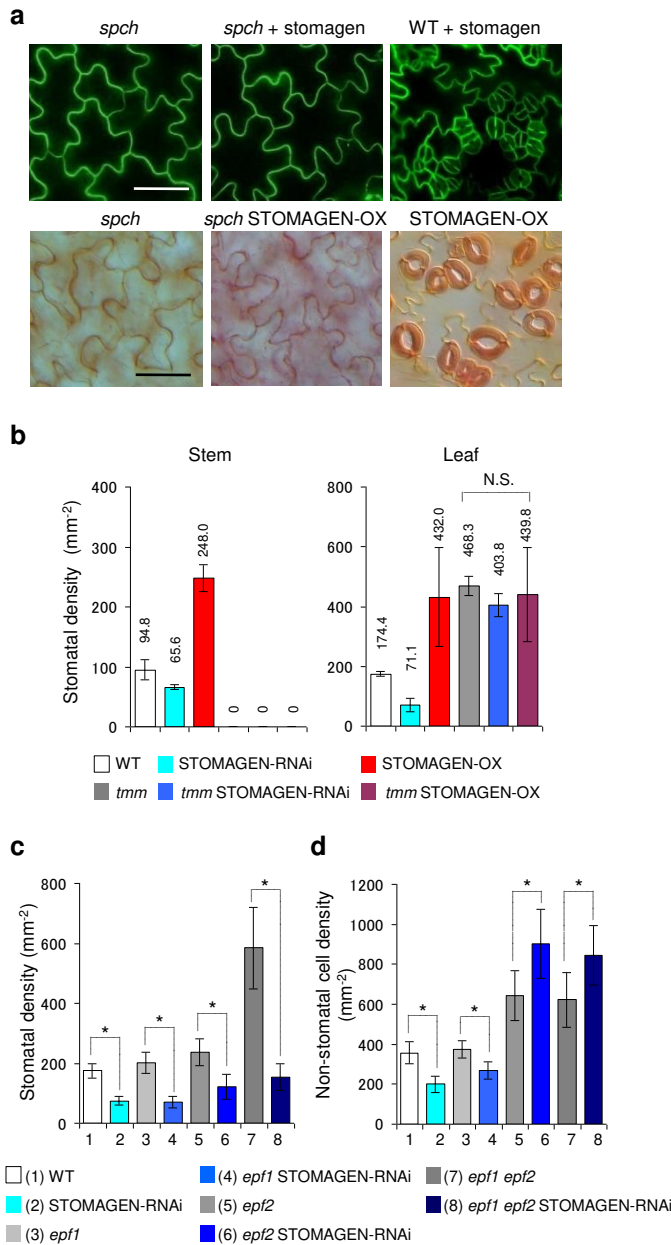 a
spch
spch + stomagen
WT + stomagen
spch
spch STOMAGEN-OX
STOMAGEN-OX
b
Stem
Leaf
Stomatal density (mm-2)
400
300
200
100
0
94.8
65.6
248.0
0
0
0
800
600
400
200
0
174.4
71.1
432.0
468.3
403.8
439.8
N.S.
WT
STOMAGEN-RNAi
STOMAGEN-OX
tmm
tmm STOMAGEN-RNAi
tmm STOMAGEN-OX
c
Stomatal density (mm-2)
800
600
400
200
0
*
*
*
*
1 2 3 4 5 6 7 8
d
Non-stomatal cell density
(mm-2)
1200
1000
800
600
400
200
0
*
*
*
*
1 2 3 4 5 6 7 8
(1) WT
(2) STOMAGEN-RNAi
(3) epf1
(4) epf1 STOMAGEN-RNAi
(5) epf2
(6) epf2 STOMAGEN-RNAi
(7) epf1 epf2
(8) epf1 epf2 STOMAGEN-RNAi